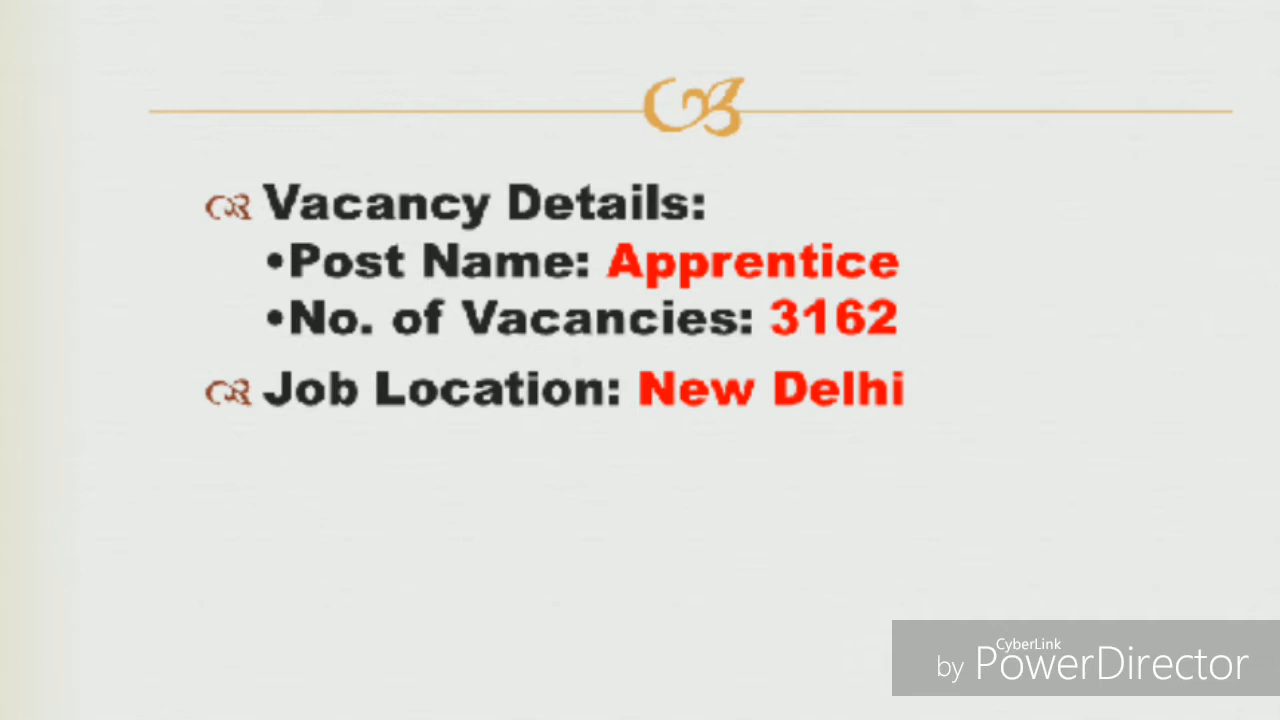 Vacancy Details:
•Post Name: Apprentice
•No. of Vacancies: 3162
Job Location: New Delhi
CyberLink
by PowerDirector